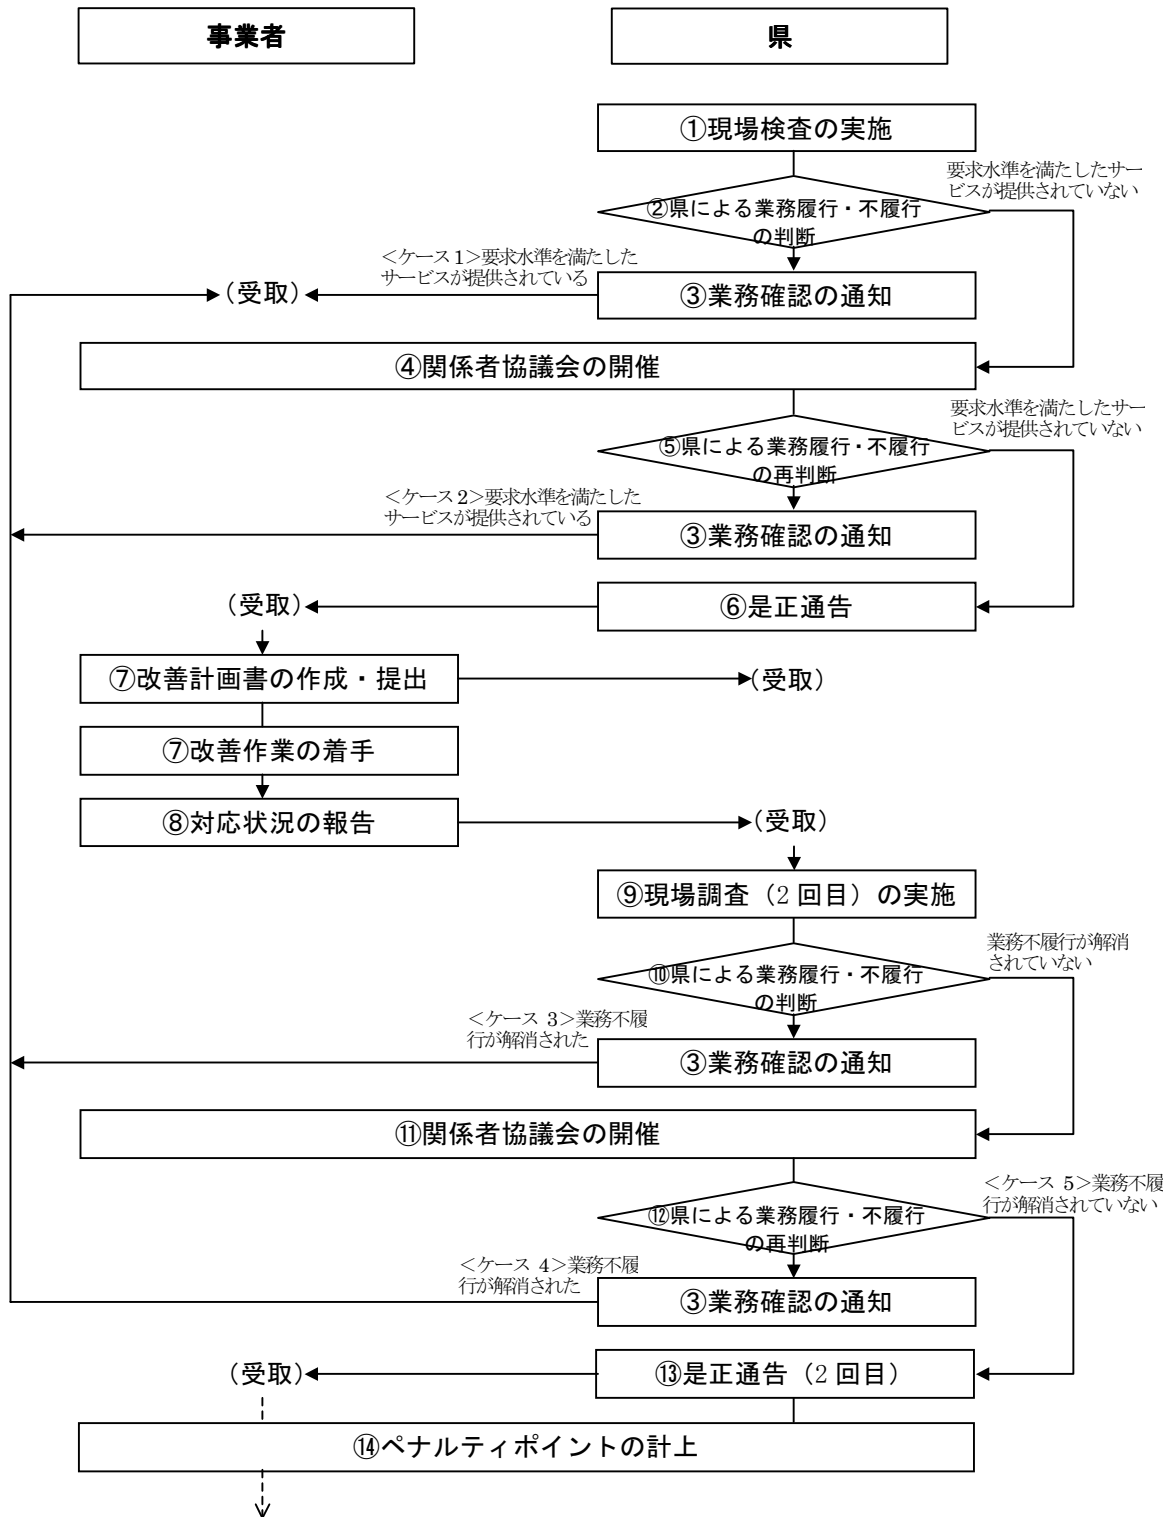 事業者
県
①現場検査の実施
要求水準を満たしたサー
ビスが提供されていない
②県による業務履行・不履行
の判断
＜ケース1＞要求水準を満たした
サービスが提供されている
(受取)
③業務確認の通知
④関係者協議会の開催
要求水準を満たしたサー
ビスが提供されていない
⑤県による業務履行・不履行
の再判断
＜ケース2＞要求水準を満たした
サービスが提供されている
③業務確認の通知
(受取)
⑥是正通告
⑦改善計画書の作成・提出
(受取)
⑦改善作業の着手
⑧対応状況の報告
(受取)
⑨現場調査（2回目）の実施
業務不履行が解消
されていない
⑩県による業務履行・不履行
の判断
＜ケース 3＞業務不履
行が解消された
③業務確認の通知
⑪関係者協議会の開催
＜ケース 5＞業務不履
行が解消されていない
⑫県による業務履行・不履行
の再判断
＜ケース 4＞業務不履
行が解消された
③業務確認の通知
(受取)
⑬是正通告（2回目）
⑭ペナルティポイントの計上